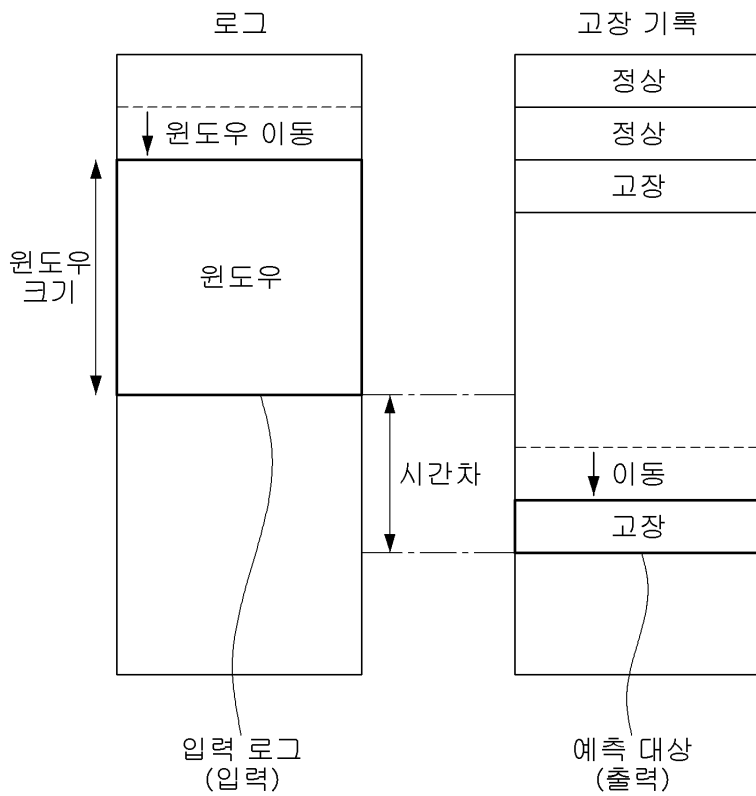 로그
고장 기록
정상
윈도우 이동
정상
고장
윈도우
크기
윈도우
시간차
이동
고장
입력 로그
(입력)
예측 대상
(출력)